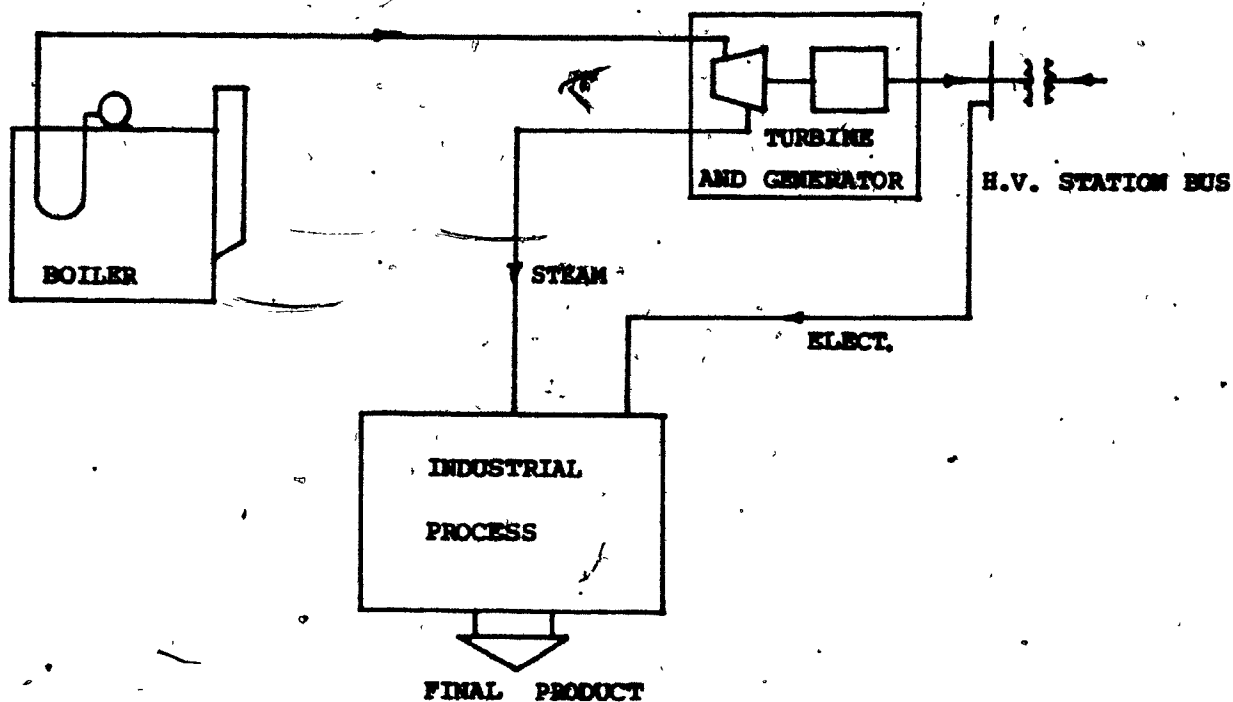 TURBINE
AND GENERATOR
H.V. STATION BUS
BOILER
STEAM
ELECT.
INDUSTRIAL
PROCESS
FINAL PRODUCT